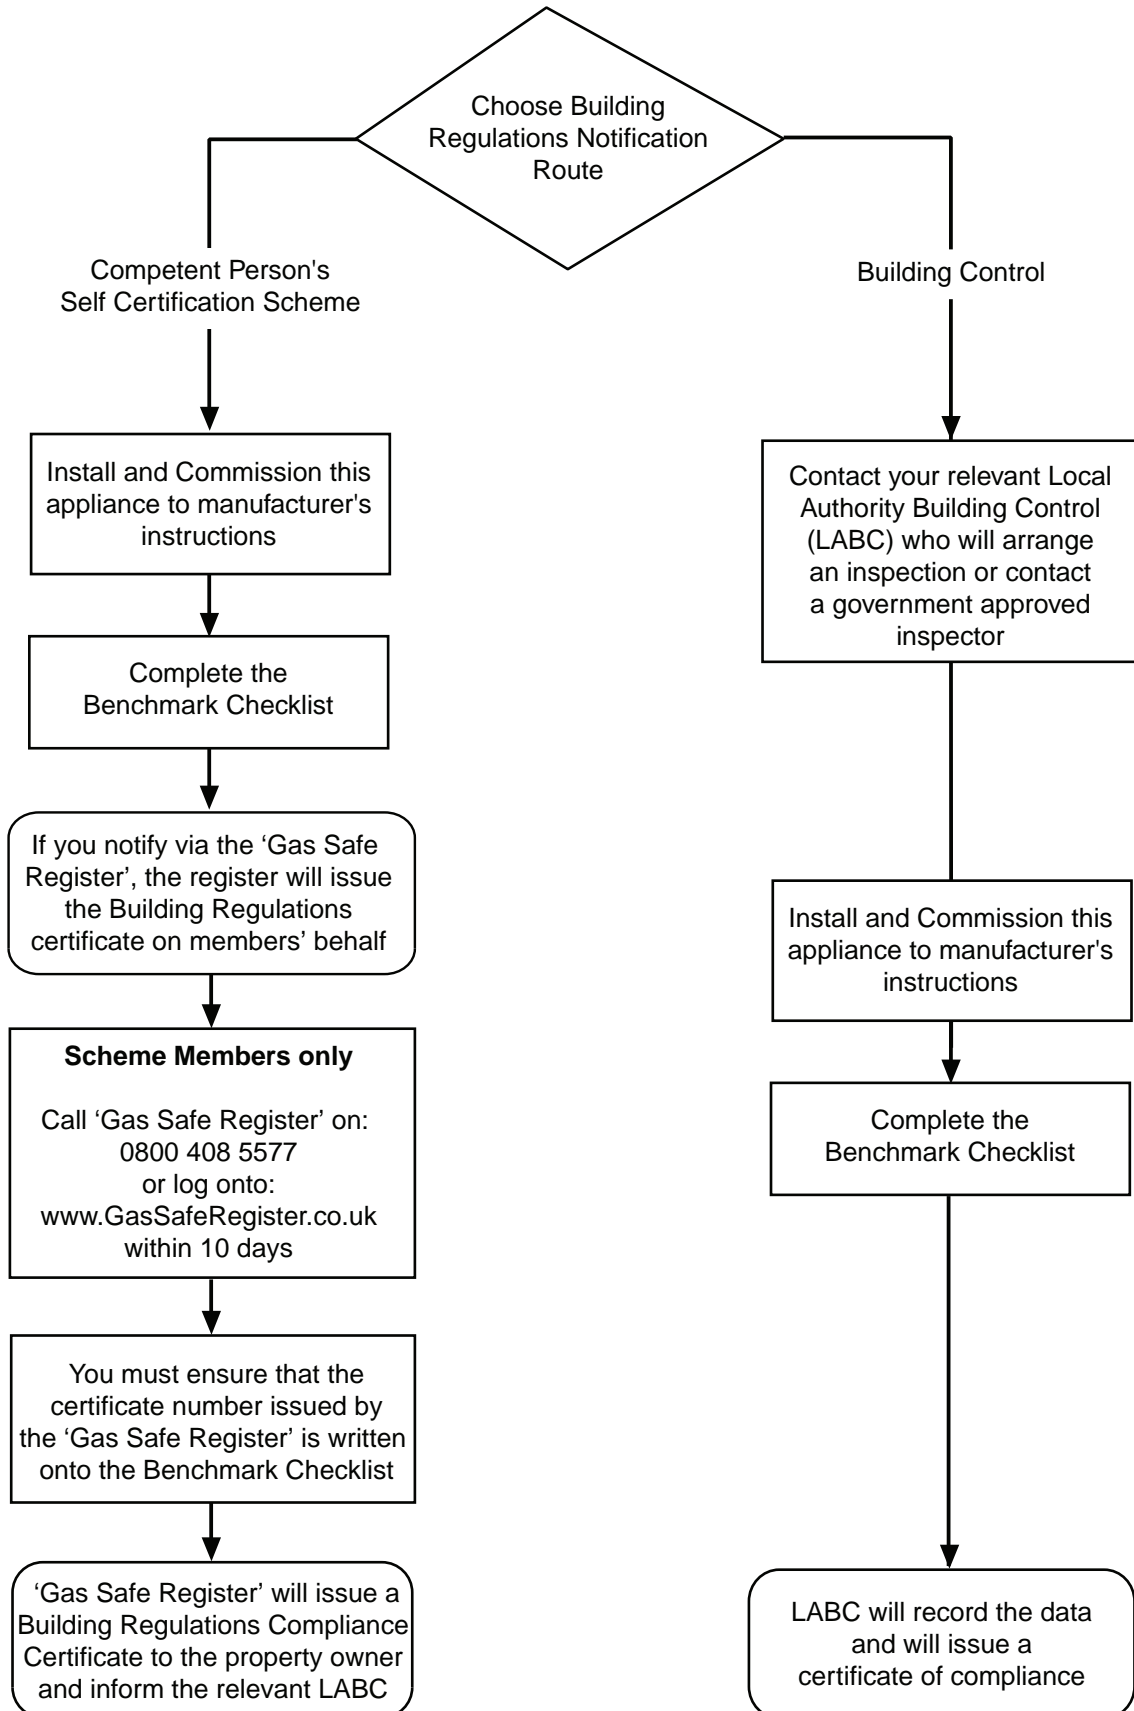 Choose Building
Regulations Notification
Route
Competent Person's
Self Certification Scheme
Building Control
Install and Commission this
appliance to manufacturer's
instructions
Complete the
Benchmark Checklist
If you notify via the ‘Gas Safe
Register’, the register will issue
the Building Regulations
certificate on members’ behalf
Scheme Members only
Call ‘Gas Safe Register’ on:
0800 408 5577
or log onto:
www.GasSafeRegister.co.uk
within 10 days
You must ensure that the
certificate number issued by
the ‘Gas Safe Register’ is written
onto the Benchmark Checklist
‘Gas Safe Register’ will issue a
Building Regulations Compliance
Certificate to the property owner
and inform the relevant LABC
Contact your relevant Local
Authority Building Control
(LABC) who will arrange
an inspection or contact
a government approved
inspector
Install and Commission this
appliance to manufacturer's
instructions
Complete the
Benchmark Checklist
LABC will record the data
and will issue a
certificate of compliance